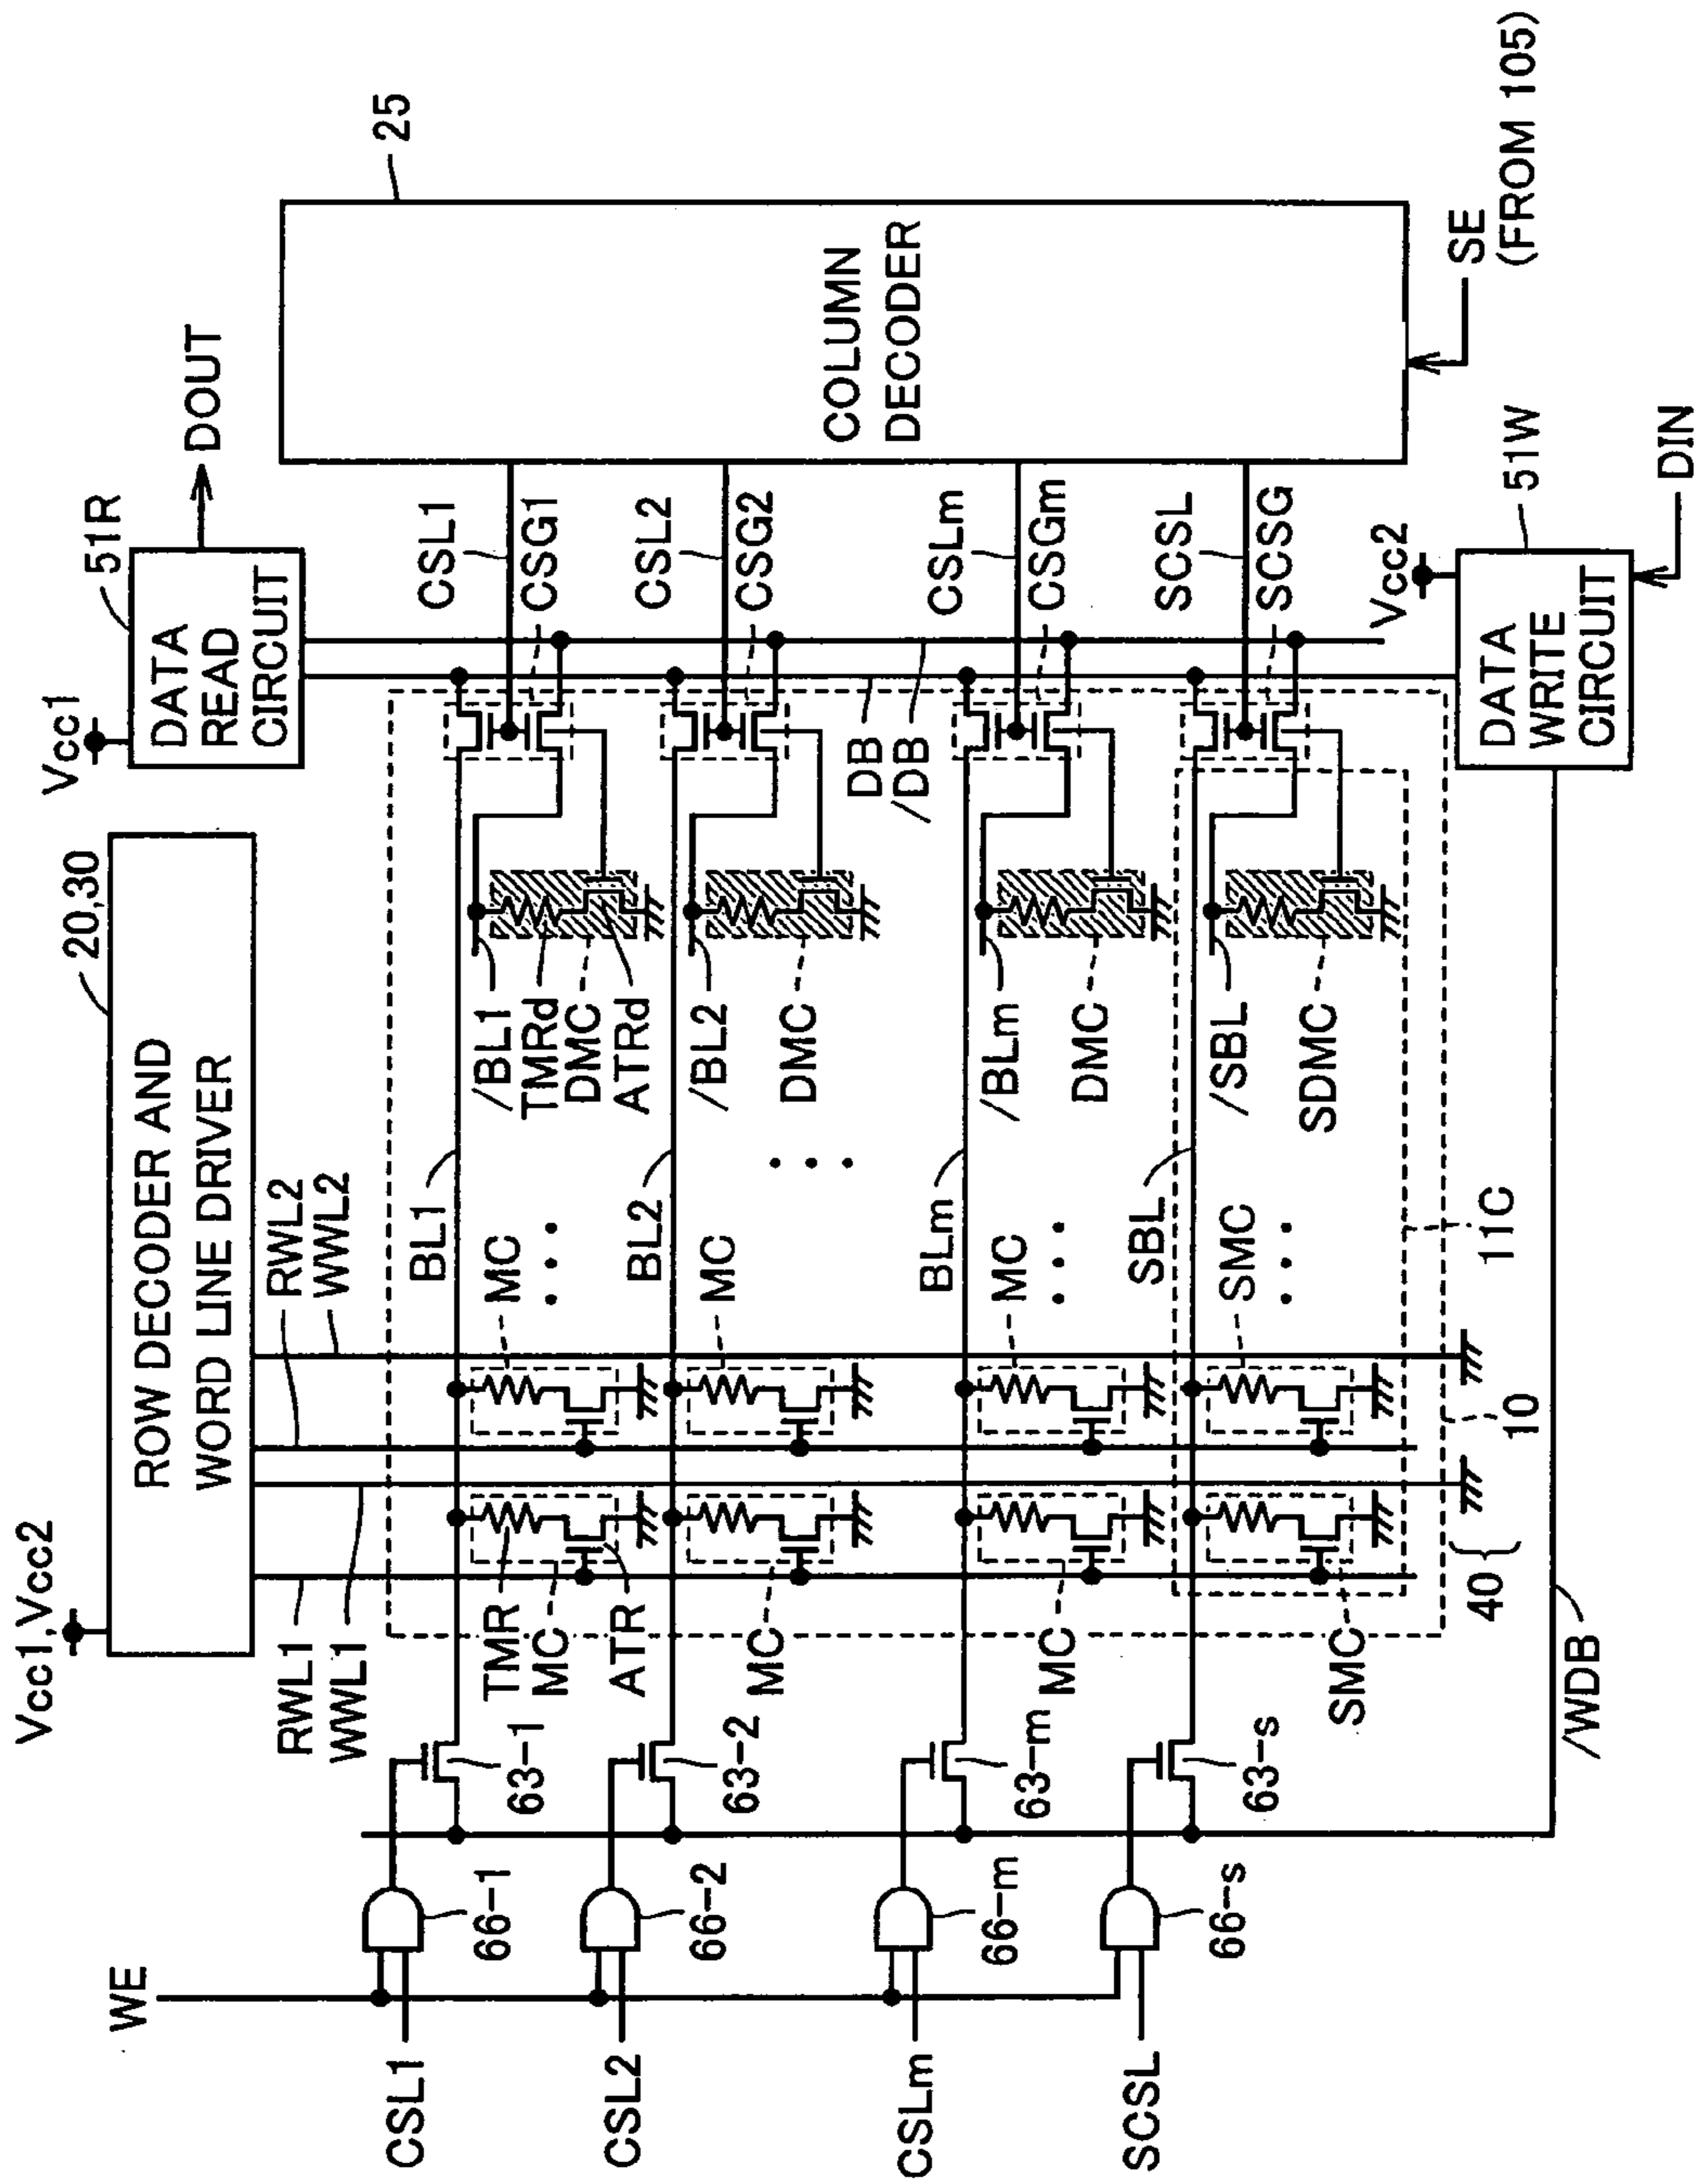 Vcc1,Vcc2
20,30
ROW DECODER AND
WORD LINE DRIVER
Vcc1
51R
DATA
READ
CIRCUIT
DOUT
25
COLUMN
DECODER
SE
(FROM 105)
RWL1
WWL1
RWL2
WWL2
WE
CSL1
66-1
63-1
TMR
MC
ATR
BL1
MC
/BL1
TMRd
DMC
ATRd
CSL1
CSG1
CSL2
66-2
63-2
MC
BL2
MC
/BL2
DMC
CSL2
CSG2
DB
/DB
CSLm
66-m
63-m
MC
BLm
MC
/BLm
DMC
CSLm
CSGm
SCSL
66-s
63-s
SMC
SBL
SMC
/SBL
SDMC
SCSL
SCSG
40
10
11C
/WDB
Vcc2
51W
DATA
WRITE
CIRCUIT
DIN